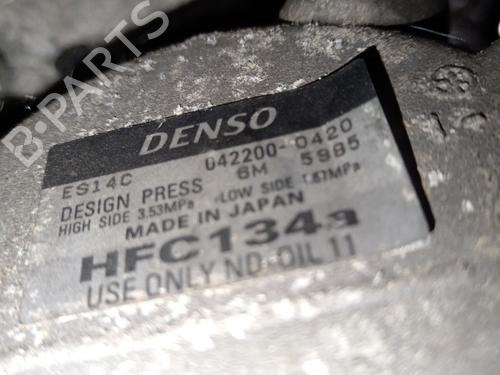 DENSO
ES14C 042200-0420
6M 5985
DESIGN PRESS
HIGH SIDE 3.53MPa LOW SIDE 1.67MPa
MADE IN JAPAN
HFC134a
USE ONLY ND-OIL 11
B-PARTS